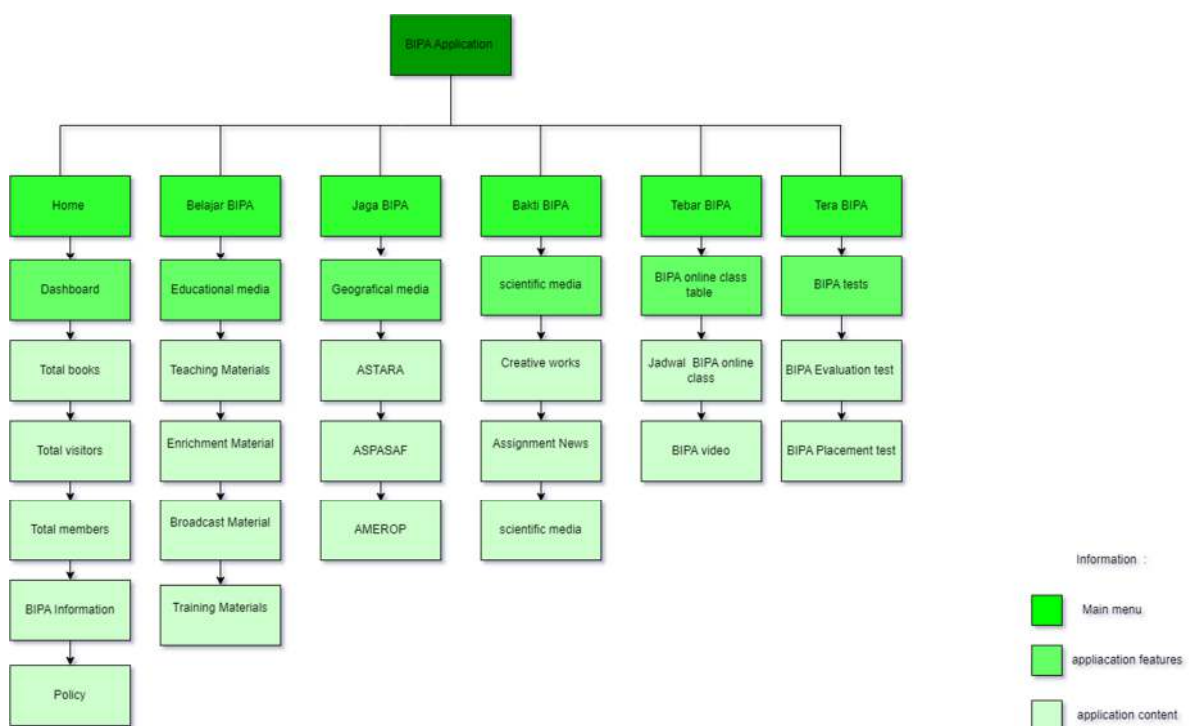 BIPA Application
Home
Belajar BIPA
Jaga BIPA
Bakti BIPA
Tebar BIPA
Tera BIPA
Dashboard
Educational media
Geografical media
scientific media
BIPA online class
table
BIPA tests
Total books
Teaching Materials
ASTARA
Creative works
Jadwal BIPA online
class
BIPA Evaluation test
Total visitors
Enrichment Material
ASPASAF
Assignment News
BIPA video
BIPA Placement test
Total members
Broadcast Material
AMEROP
scientific media
BIPA Information
Training Materials
Policy
Information :
Main menu
appliacation features
application content